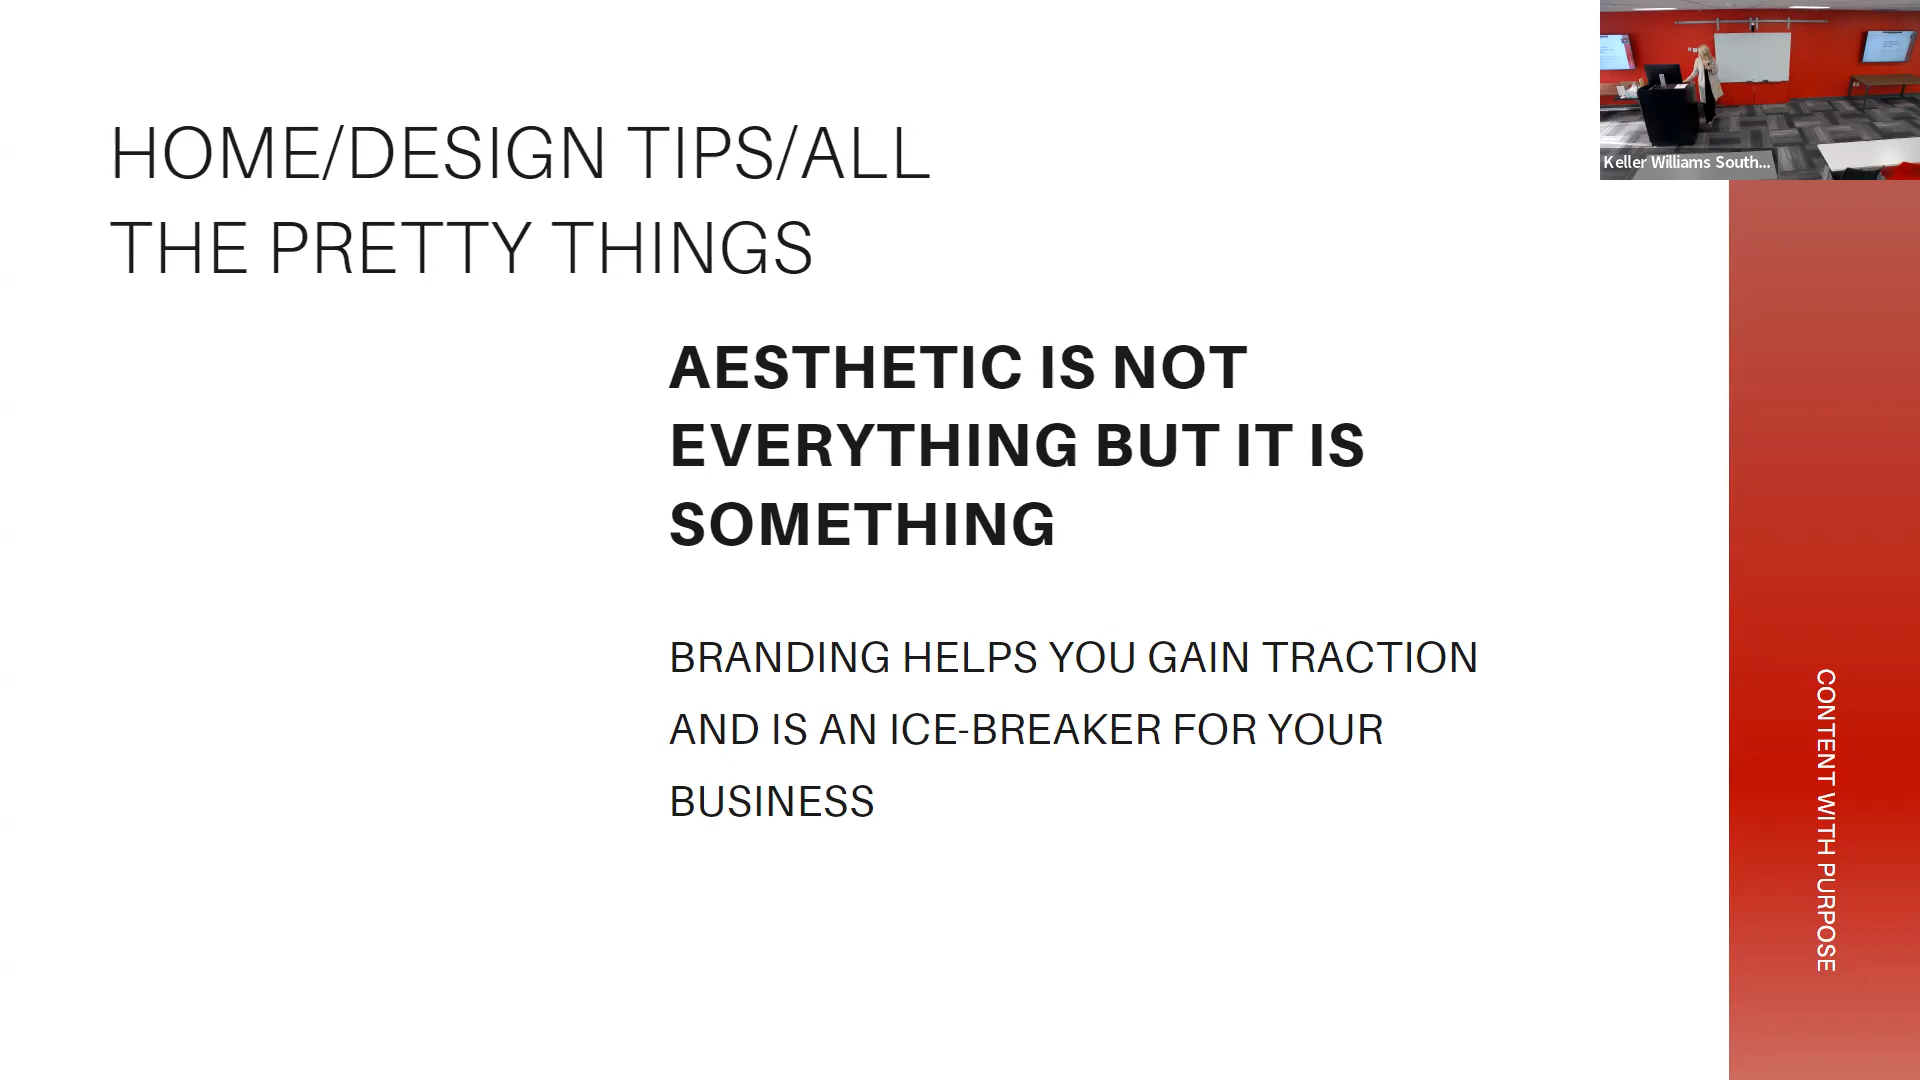 HOME/DESIGN TIPS/ALL
THE PRETTY THINGS
AESTHETIC IS NOT
EVERYTHING BUT IT IS
SOMETHING
BRANDING HELPS YOU GAIN TRACTION
AND IS AN ICE-BREAKER FOR YOUR
BUSINESS
Keller Williams South...
CONTENT WITH PURPOSE